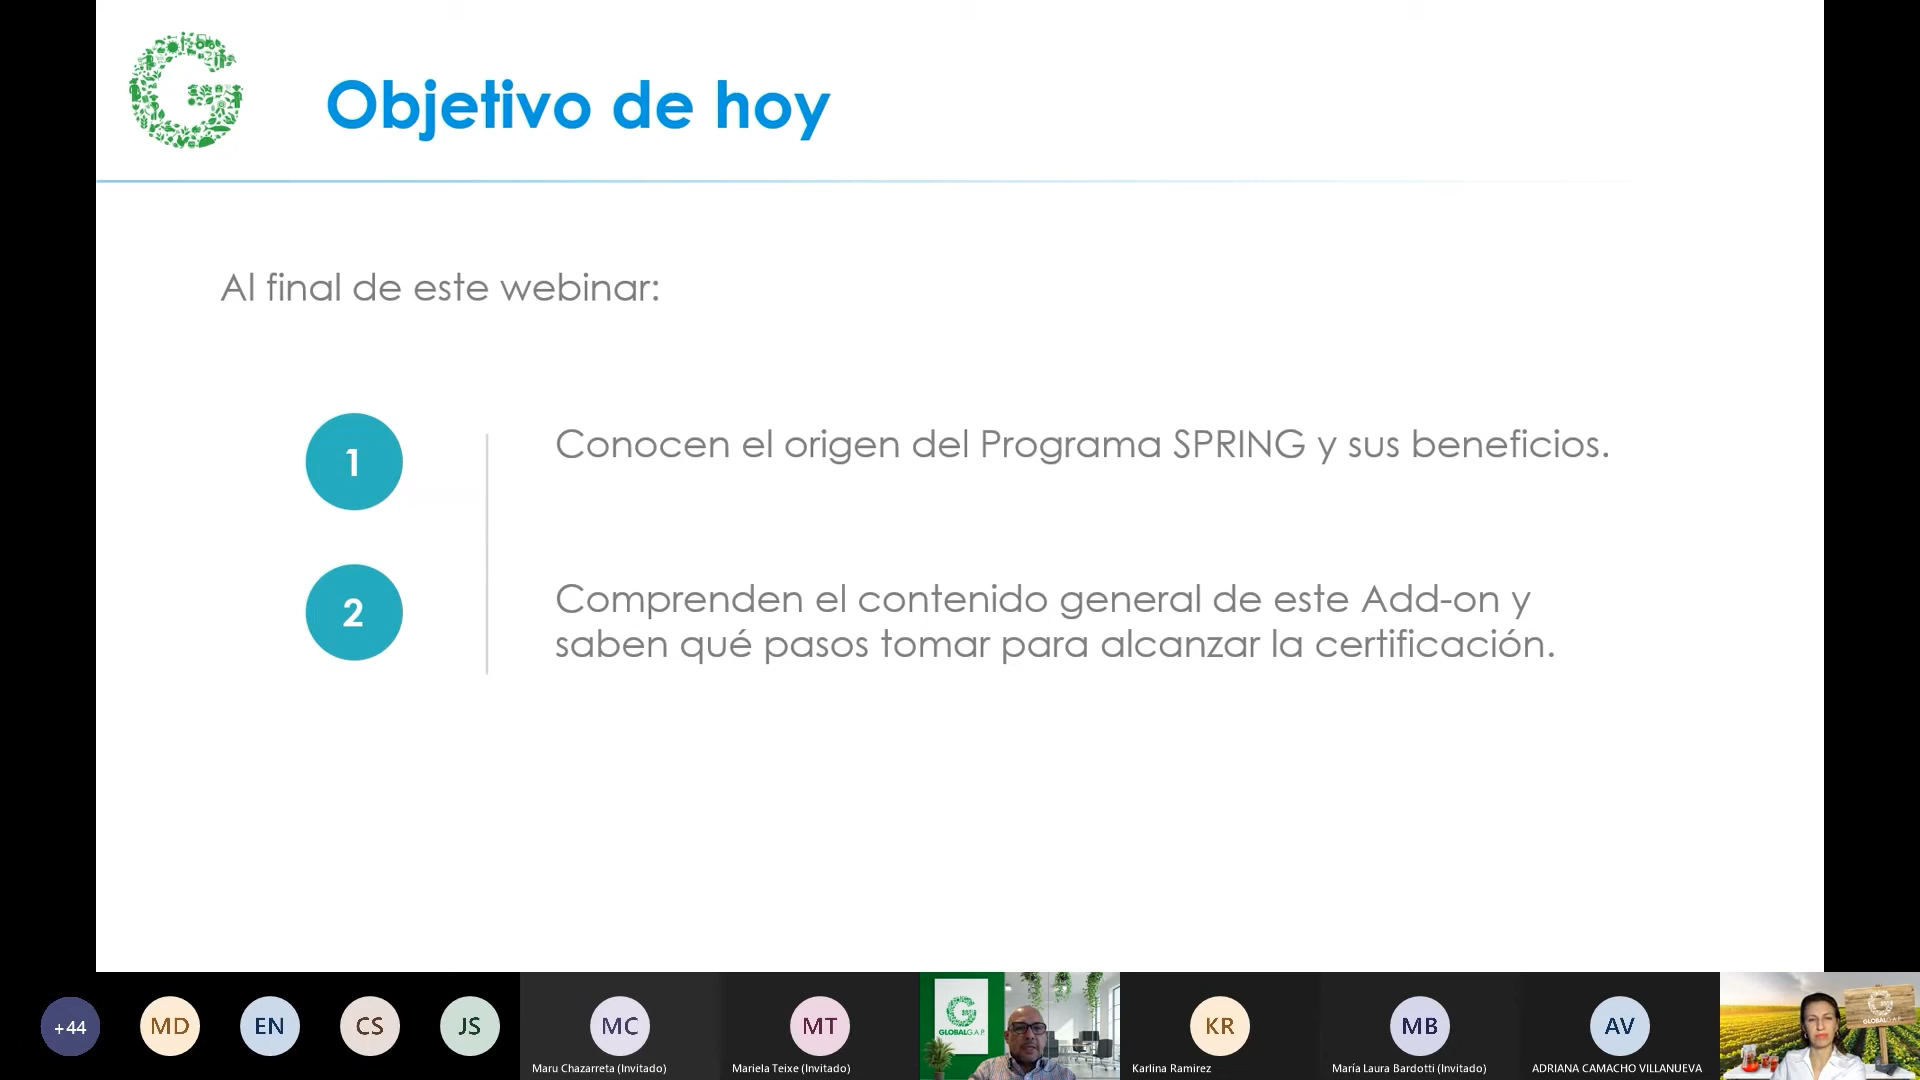 Objetivo de hoy
Al final de este webinar:
1
Conocen el origen del Programa SPRING y sus beneficios.
2
Comprenden el contenido general de este Add-on y
saben qué pasos tomar para alcanzar la certificación.
+44
MD
EN
CS
JS
MC
Maru Chazarreta (Invitado)
MT
Mariela Teixe (Invitado)
GLOBALG.A.P.
KR
Karlina Ramirez
MB
María Laura Bardotti (Invitado)
AV
ADRIANA CAMACHO VILLANUEVA
GLOBALG.A.P.